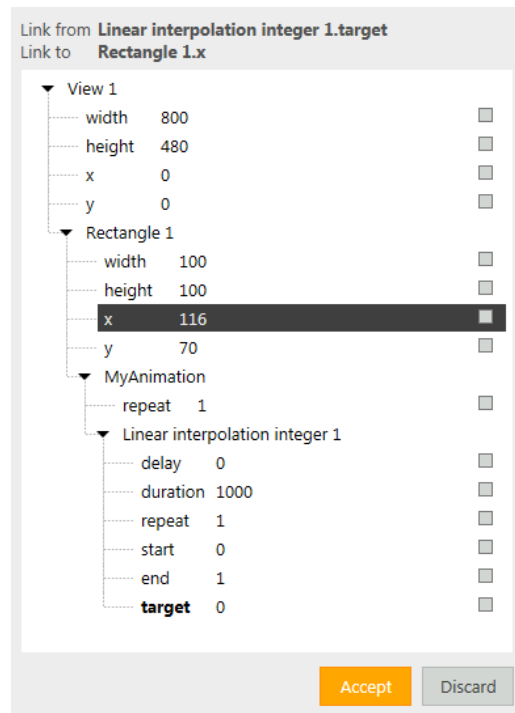 Link from Linear interpolation integer 1.target
Link to Rectangle 1.x
View 1
width 800
height 480
x 0
y 0
Rectangle 1
width 100
height 100
x 116
y 70
MyAnimation
repeat 1
Linear interpolation integer 1
delay 0
duration 1000
repeat 1
start 0
end 1
target 0
Accept Discard